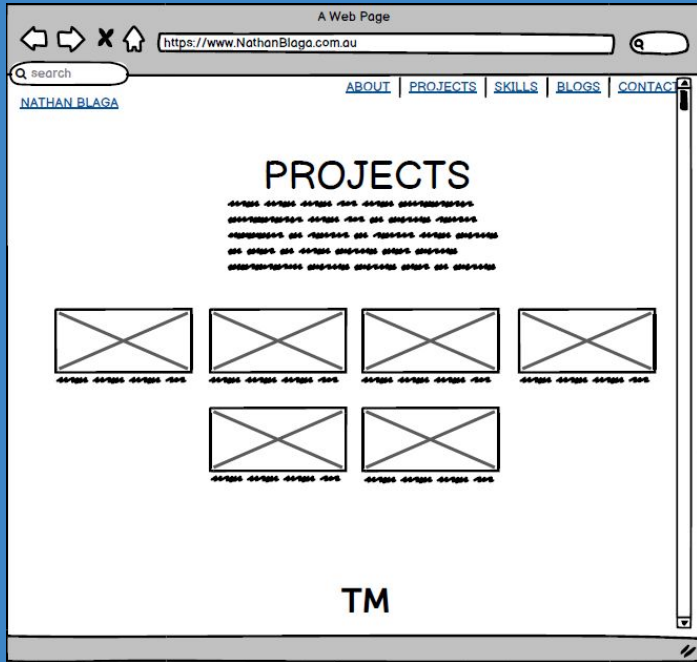 A Web Page
https://www.NathanBlaga.com.au
search
ABOUT | PROJECTS | SKILLS | BLOGS | CONTACT
NATHAN BLAGA
PROJECTS
TM